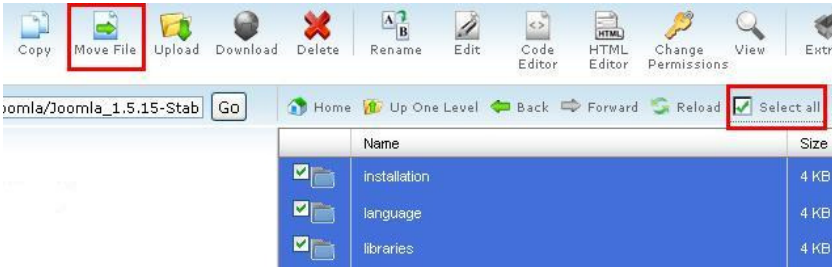 Copy Move File Upload Download Delete Rename Edit Code Editor HTML Editor Change Permissions View Extr
oomla/Joomla_1.5.15-Stab Go Home Up One Level Back Forward Reload Select all
Name Size
installation 4 KB
language 4 KB
libraries 4 KB